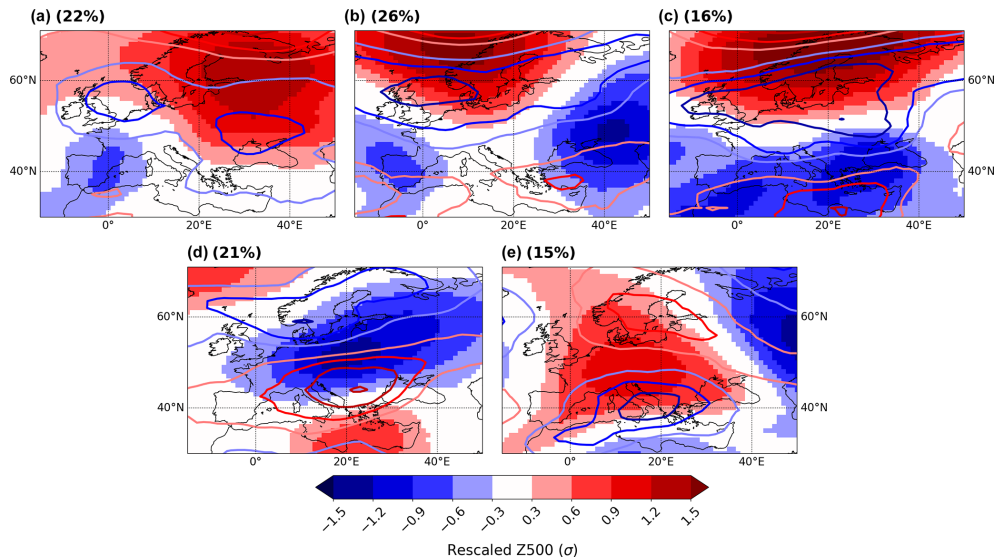 (a) (22%) (b) (26%) (c) (16%)
60°N 60°N
40°N 40°N
0° 20°E 40°E 0° 20°E 40°E 0° 20°E 40°E
(d) (21%) (e) (15%)
60°N 60°N
40°N 40°N
0° 20°E 40°E 0° 20°E 40°E
−1.5 −1.2 −0.9 −0.6 −0.3 0.3 0.6 0.9 1.2 1.5
Rescaled Z500 (σ)